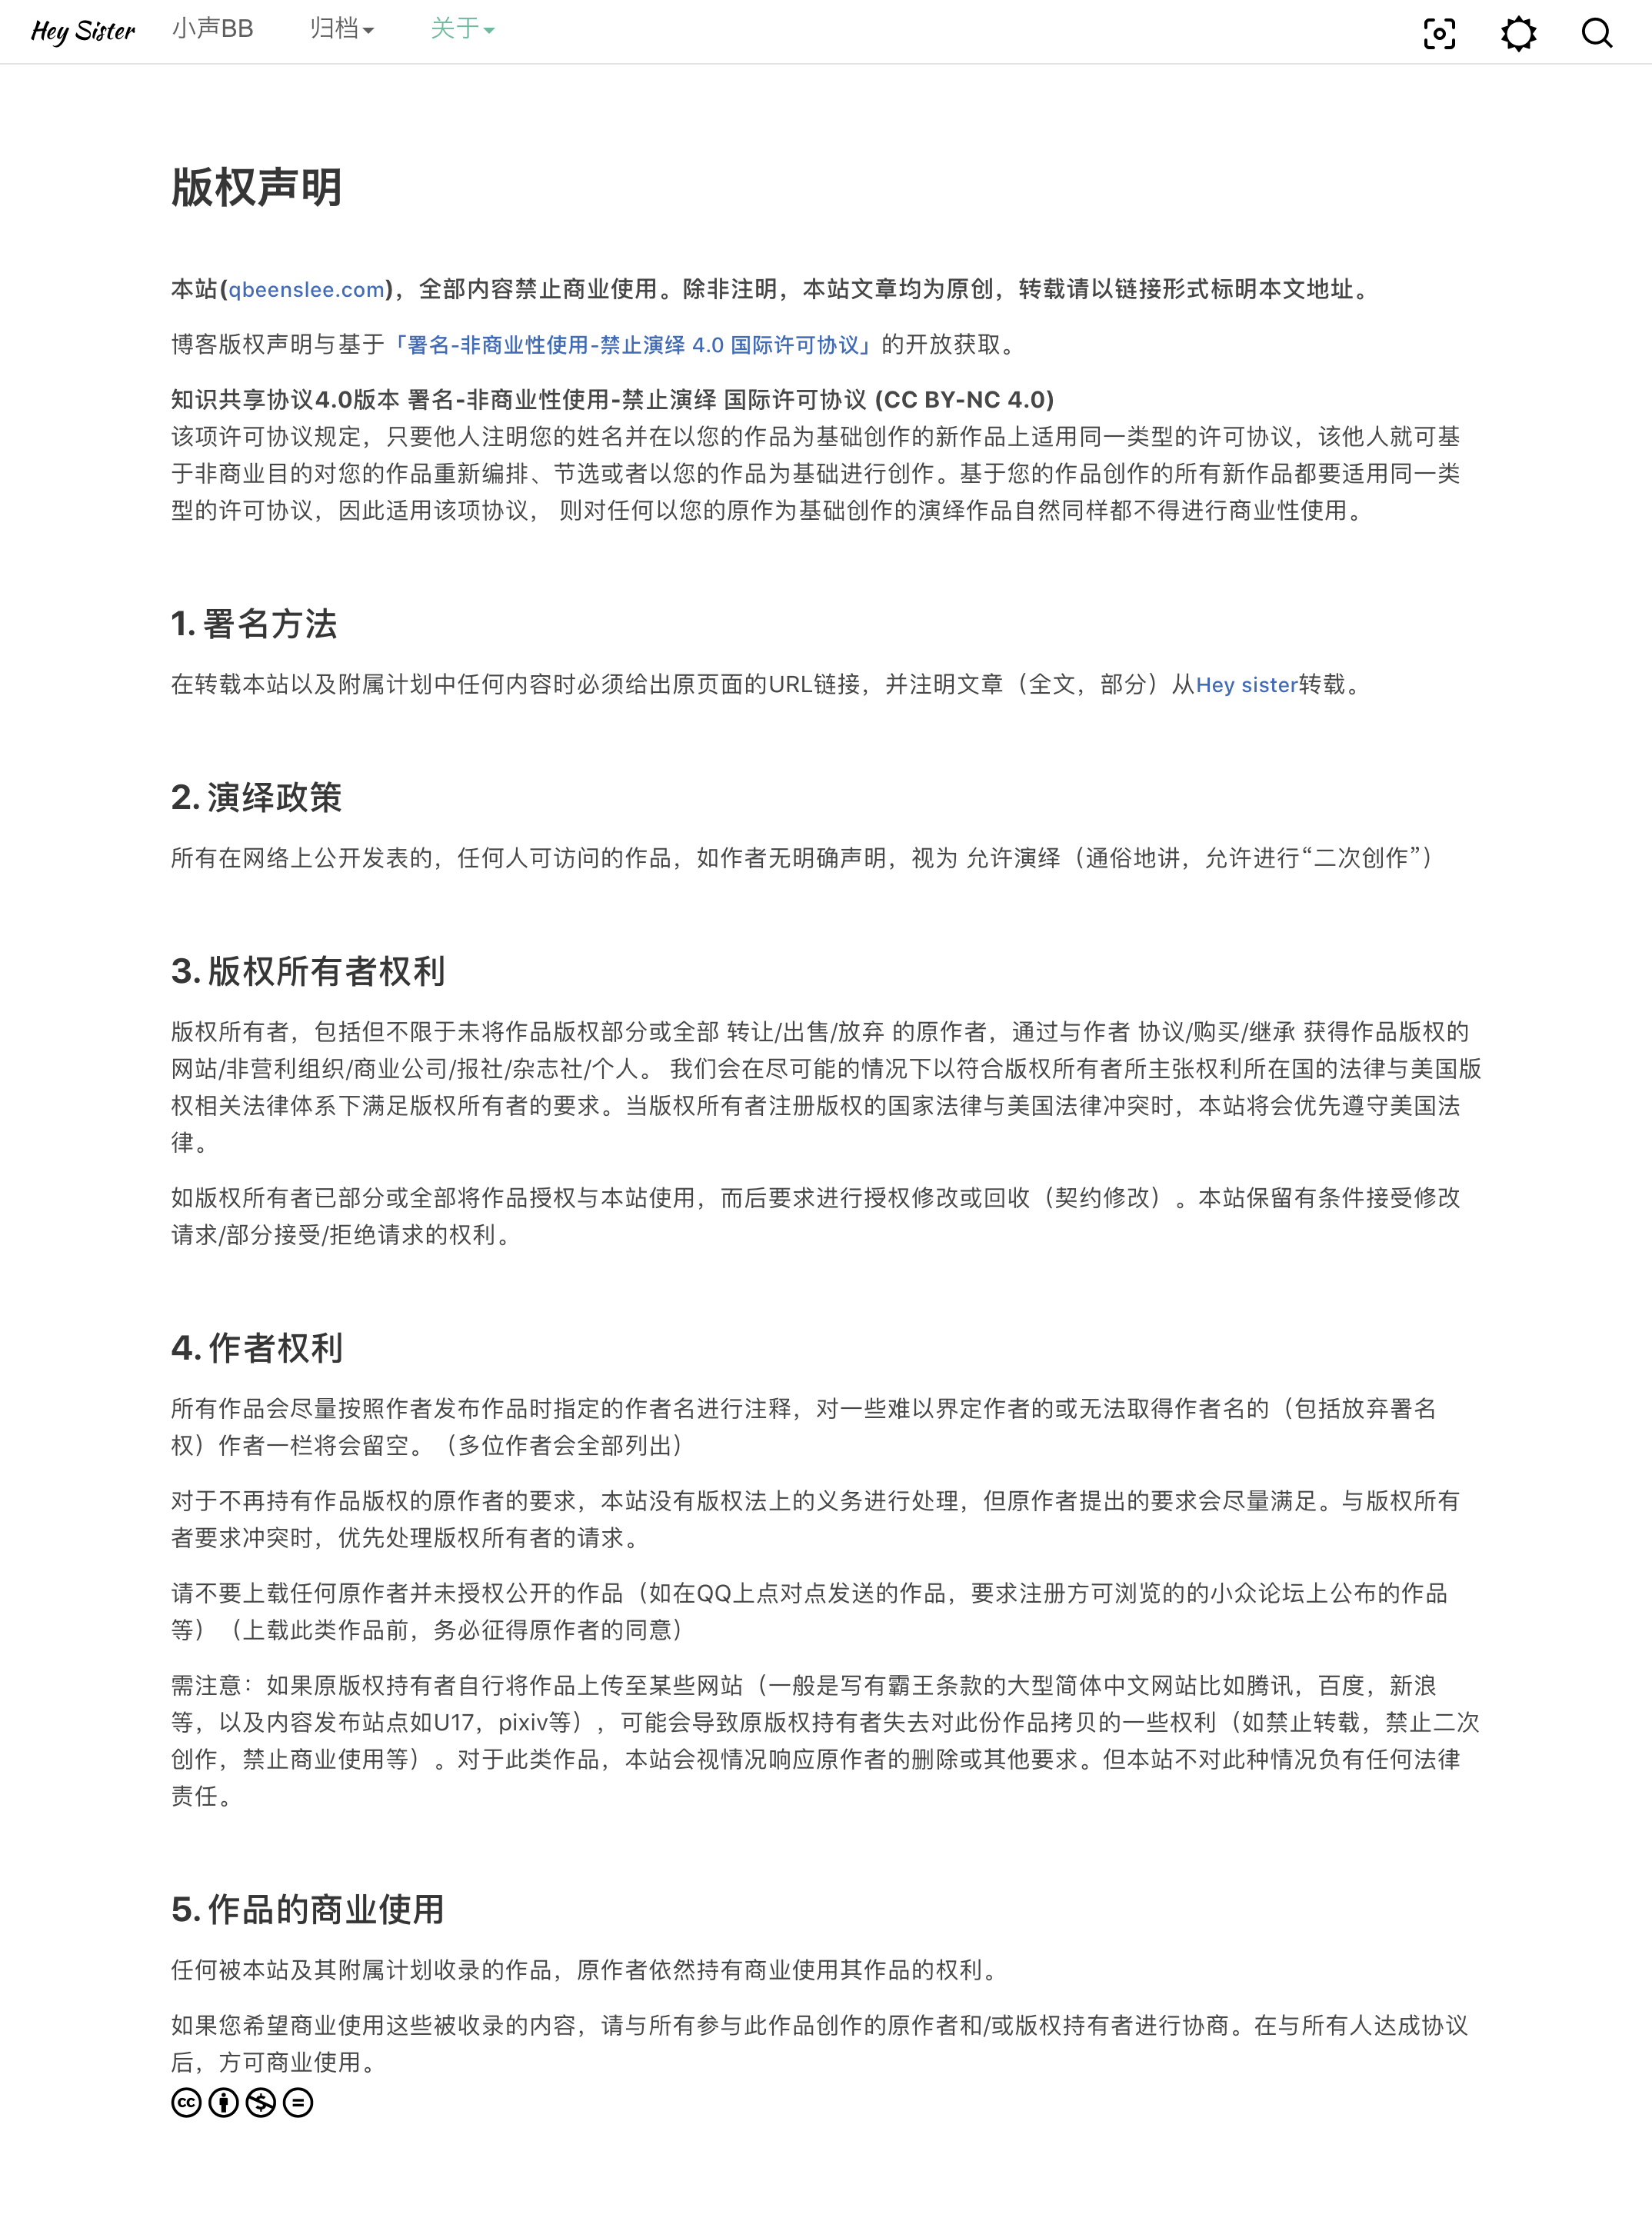 Hey Sister 小声BB 归档 关于
版权声明
本站(qbeenslee.com)，全部内容禁止商业使用。除非注明，本站文章均为原创，转载请以链接形式标明本文地址。
博客版权声明与基于「署名-非商业性使用-禁止演绎 4.0 国际许可协议」的开放获取。
知识共享协议4.0版本 署名-非商业性使用-禁止演绎 国际许可协议 (CC BY-NC 4.0)
该项许可协议规定，只要他人注明您的姓名并在以您的作品为基础创作的新作品上适用同一类型的许可协议，该他人就可基
于非商业目的对您的作品重新编排、节选或者以您的作品为基础进行创作。基于您的作品创作的所有新作品都要适用同一类
型的许可协议，因此适用该项协议， 则对任何以您的原作为基础创作的演绎作品自然同样都不得进行商业性使用。
1. 署名方法
在转载本站以及附属计划中任何内容时必须给出原页面的URL链接，并注明文章（全文，部分）从Hey sister转载。
2. 演绎政策
所有在网络上公开发表的，任何人可访问的作品，如作者无明确声明，视为 允许演绎（通俗地讲，允许进行“二次创作”）
3. 版权所有者权利
版权所有者，包括但不限于未将作品版权部分或全部 转让/出售/放弃 的原作者，通过与作者 协议/购买/继承 获得作品版权的
网站/非营利组织/商业公司/报社/杂志社/个人。 我们会在尽可能的情况下以符合版权所有者所主张权利所在国的法律与美国版
权相关法律体系下满足版权所有者的要求。当版权所有者注册版权的国家法律与美国法律冲突时，本站将会优先遵守美国法
律。
如版权所有者已部分或全部将作品授权与本站使用，而后要求进行授权修改或回收（契约修改）。本站保留有条件接受修改
请求/部分接受/拒绝请求的权利。
4. 作者权利
所有作品会尽量按照作者发布作品时指定的作者名进行注释，对一些难以界定作者的或无法取得作者名的（包括放弃署名
权）作者一栏将会留空。（多位作者会全部列出）
对于不再持有作品版权的原作者的要求，本站没有版权法上的义务进行处理，但原作者提出的要求会尽量满足。与版权所有
者要求冲突时，优先处理版权所有者的请求。
请不要上载任何原作者并未授权公开的作品（如在QQ上点对点发送的作品，要求注册方可浏览的的小众论坛上公布的作品
等）（上载此类作品前，务必征得原作者的同意）
需注意：如果原版权持有者自行将作品上传至某些网站（一般是写有霸王条款的大型简体中文网站比如腾讯，百度，新浪
等，以及内容发布站点如U17，pixiv等），可能会导致原版权持有者失去对此份作品拷贝的一些权利（如禁止转载，禁止二次
创作，禁止商业使用等）。对于此类作品，本站会视情况响应原作者的删除或其他要求。但本站不对此种情况负有任何法律
责任。
5. 作品的商业使用
任何被本站及其附属计划收录的作品，原作者依然持有商业使用其作品的权利。
如果您希望商业使用这些被收录的内容，请与所有参与此作品创作的原作者和/或版权持有者进行协商。在与所有人达成协议
后，方可商业使用。
cc